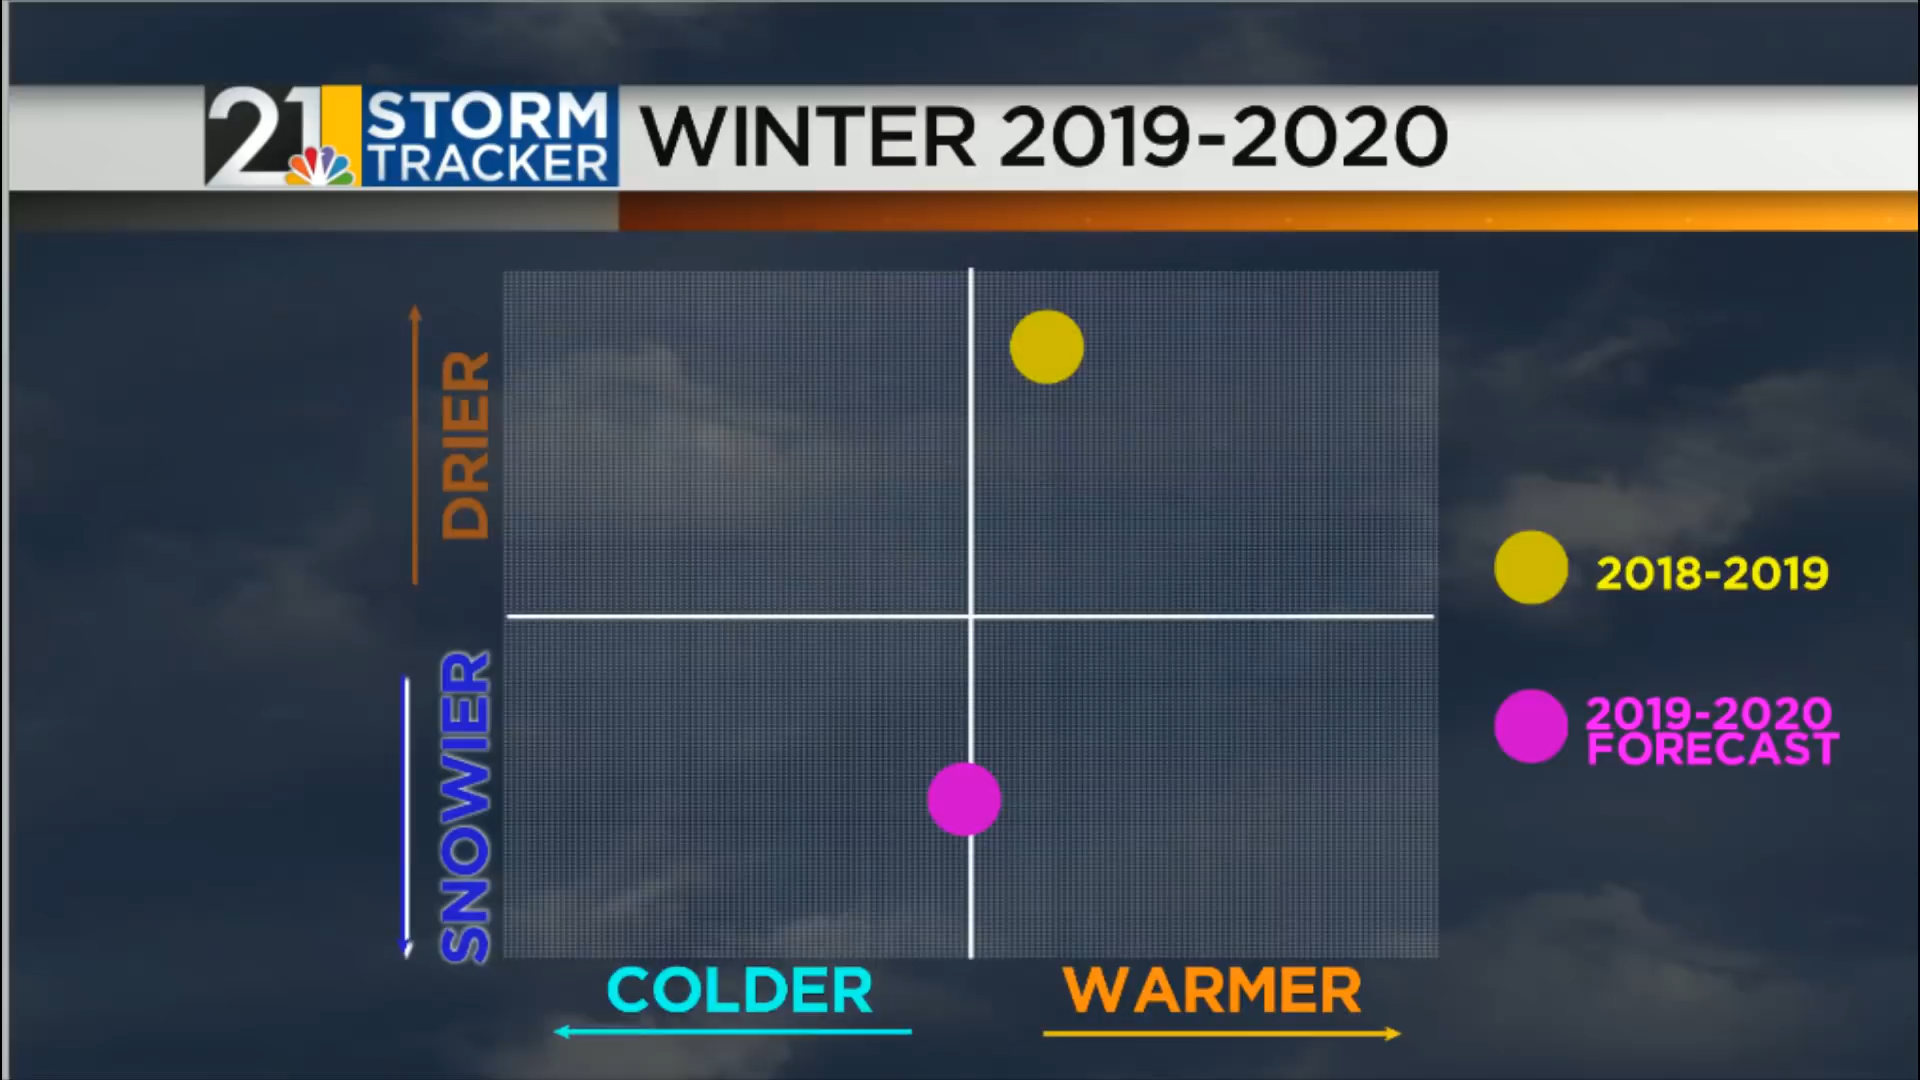 21 STORM TRACKER
WINTER 2019-2020
DRIER
SNOWIER
COLDER
WARMER
2018-2019
2019-2020
FORECAST